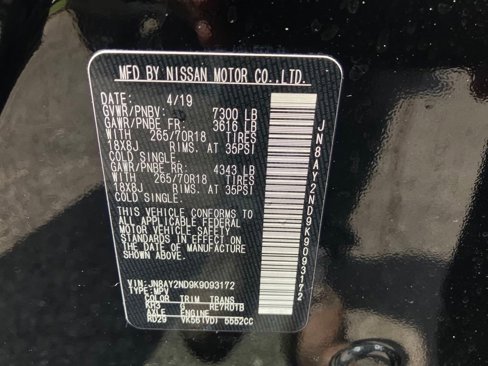 MFD BY NISSAN MOTOR CO.,LTD.
DATE: 4/19
GVWR/PNBV: 7300 LB
GAWR/PNBE FR: 3616 LB
WITH 265/70R18 TIRES
18X8J RIMS. AT 35PSI
COLD SINGLE.
GAWR/PNBE RR: 4343 LB
WITH 265/70R18 TIRES
18X8J RIMS. AT 35PSI
COLD SINGLE.
THIS VEHICLE CONFORMS TO
ALL APPLICABLE FEDERAL
MOTOR VEHICLE SAFETY
STANDARDS IN EFFECT ON
THE DATE OF MANUFACTURE
SHOWN ABOVE.
VIN: JN8AY2ND9K9093172
TYPE: MPV
COLOR TRIM TRANS
KH3 G RE7R01B
AXLE ENGINE
RD29 VK56(VD) 5552CC
JN8AY2ND9K9093172